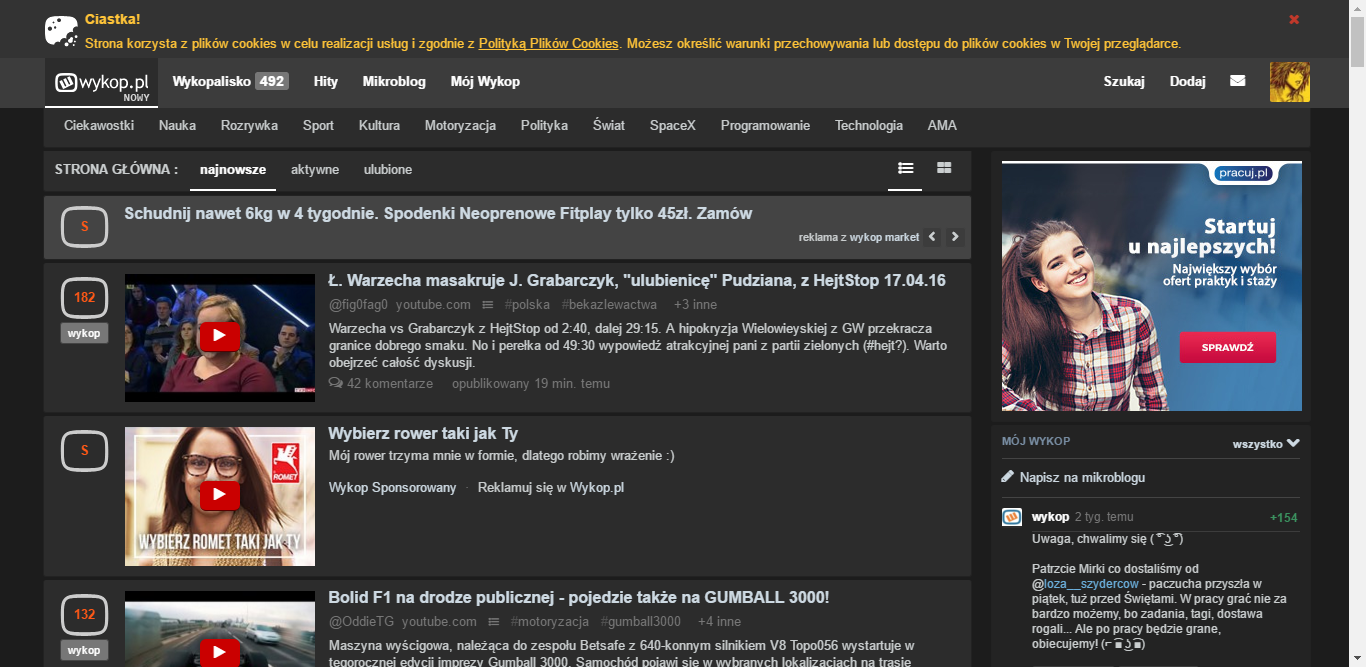 Ciastka!
Strona korzysta z plików cookies w celu realizacji usług i zgodnie z Polityką Plików Cookies. Możesz określić warunki przechowywania lub dostępu do plików cookies w Twojej przeglądarce.
wykop.pl
NOWY
Wykopalisko 492 Hity Mikroblog Mój Wykop Szukaj Dodaj
Ciekawostki Nauka Rozrywka Sport Kultura Motoryzacja Polityka Świat SpaceX Programowanie Technologia AMA
STRONA GŁÓWNA : najnowsze aktywne ulubione
S
Schudnij nawet 6kg w 4 tygodnie. Spodenki Neoprenowe Fitplay tylko 45zł. Zamów
reklama z wykop market
182
wykop
Ł. Warzecha masakruje J. Grabarczyk, "ulubienicę" Pudziana, z HejtStop 17.04.16
@fig0fag0 youtube.com #polska #bekazlewactwa +3 inne
Warzecha vs Grabarczyk z HejtStop od 2:40, dalej 29:15. A hipokryzja Wielowieyskiej z GW przekracza
granice dobrego smaku. No i perełka od 49:30 wypowiedź atrakcyjnej pani z partii zielonych (#hejt?). Warto
obejrzeć całość dyskusji.
42 komentarze opublikowany 19 min. temu
S
ROMET
WYBIERZ ROMET TAKI JAK TY
Wybierz rower taki jak Ty
Mój rower trzyma mnie w formie, dlatego robimy wrażenie :)
Wykop Sponsorowany · Reklamuj się w Wykop.pl
132
wykop
Bolid F1 na drodze publicznej - pojedzie także na GUMBALL 3000!
@OddieTG youtube.com #motoryzacja #gumball3000 +4 inne
Maszyna wyścigowa, należąca do zespołu Betsafe z 640-konnym silnikiem V8 Topo056 wystartuje w
tegorocznej edycji imprezy Gumball 3000. Samochód pojawi się w wybranych lokalizacjach na trasie
pracuj.pl
Startuj
u najlepszych!
Największy wybór
ofert praktyk i staży
SPRAWDŹ
MÓJ WYKOP
wszystko
Napisz na mikroblogu
wykop 2 tyg. temu +154
Uwaga, chwalimy się ( ͡° ͜ʖ ͡°)
Patrzcie Mirki co dostaliśmy od
@loza__szydercow - paczucha przyszła w
piątek, tuż przed Świętami. W pracy grać nie za
bardzo możemy, bo zadania, tagi, dostawa
rogali... Ale po pracy będzie grane,
obiecujemy! (⌐ ͡■ ͜ʖ ͡■)